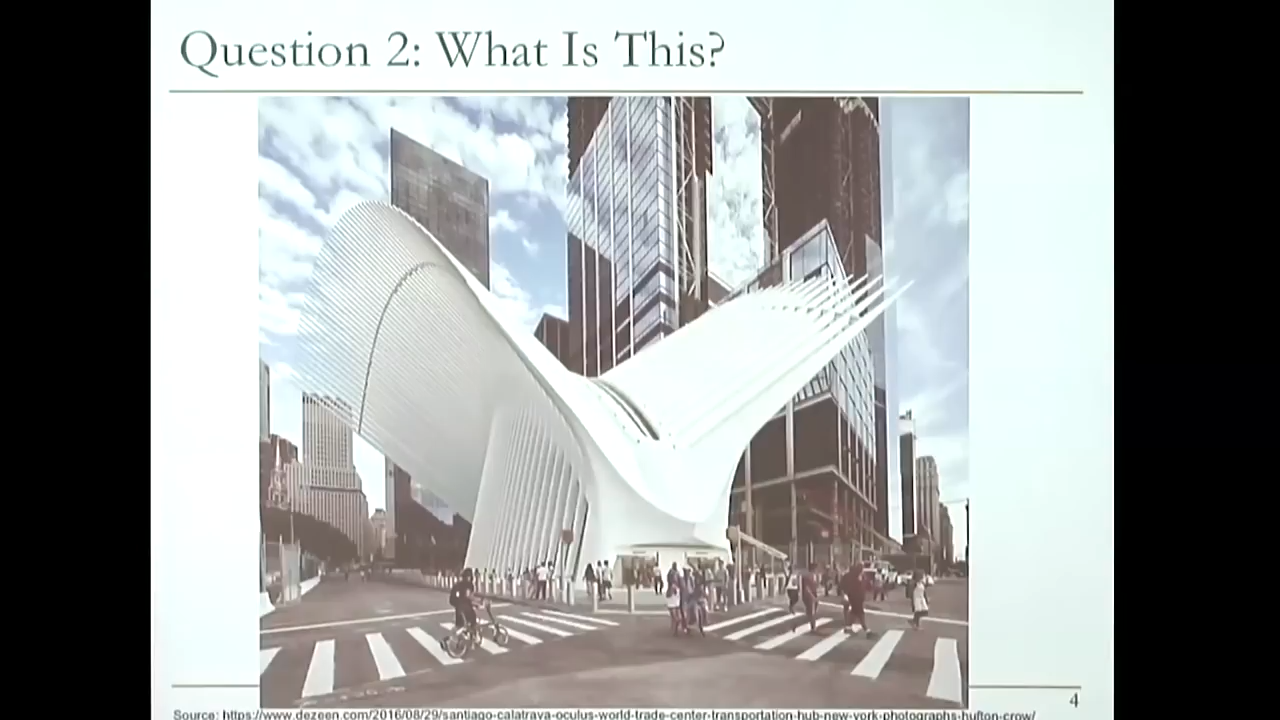 Question 2: What Is This?
4
Source: https://www.dezeen.com/2016/08/29/santiago-calatrava-oculus-world-trade-center-transportation-hub-new-york-photographs-hufton-crow/